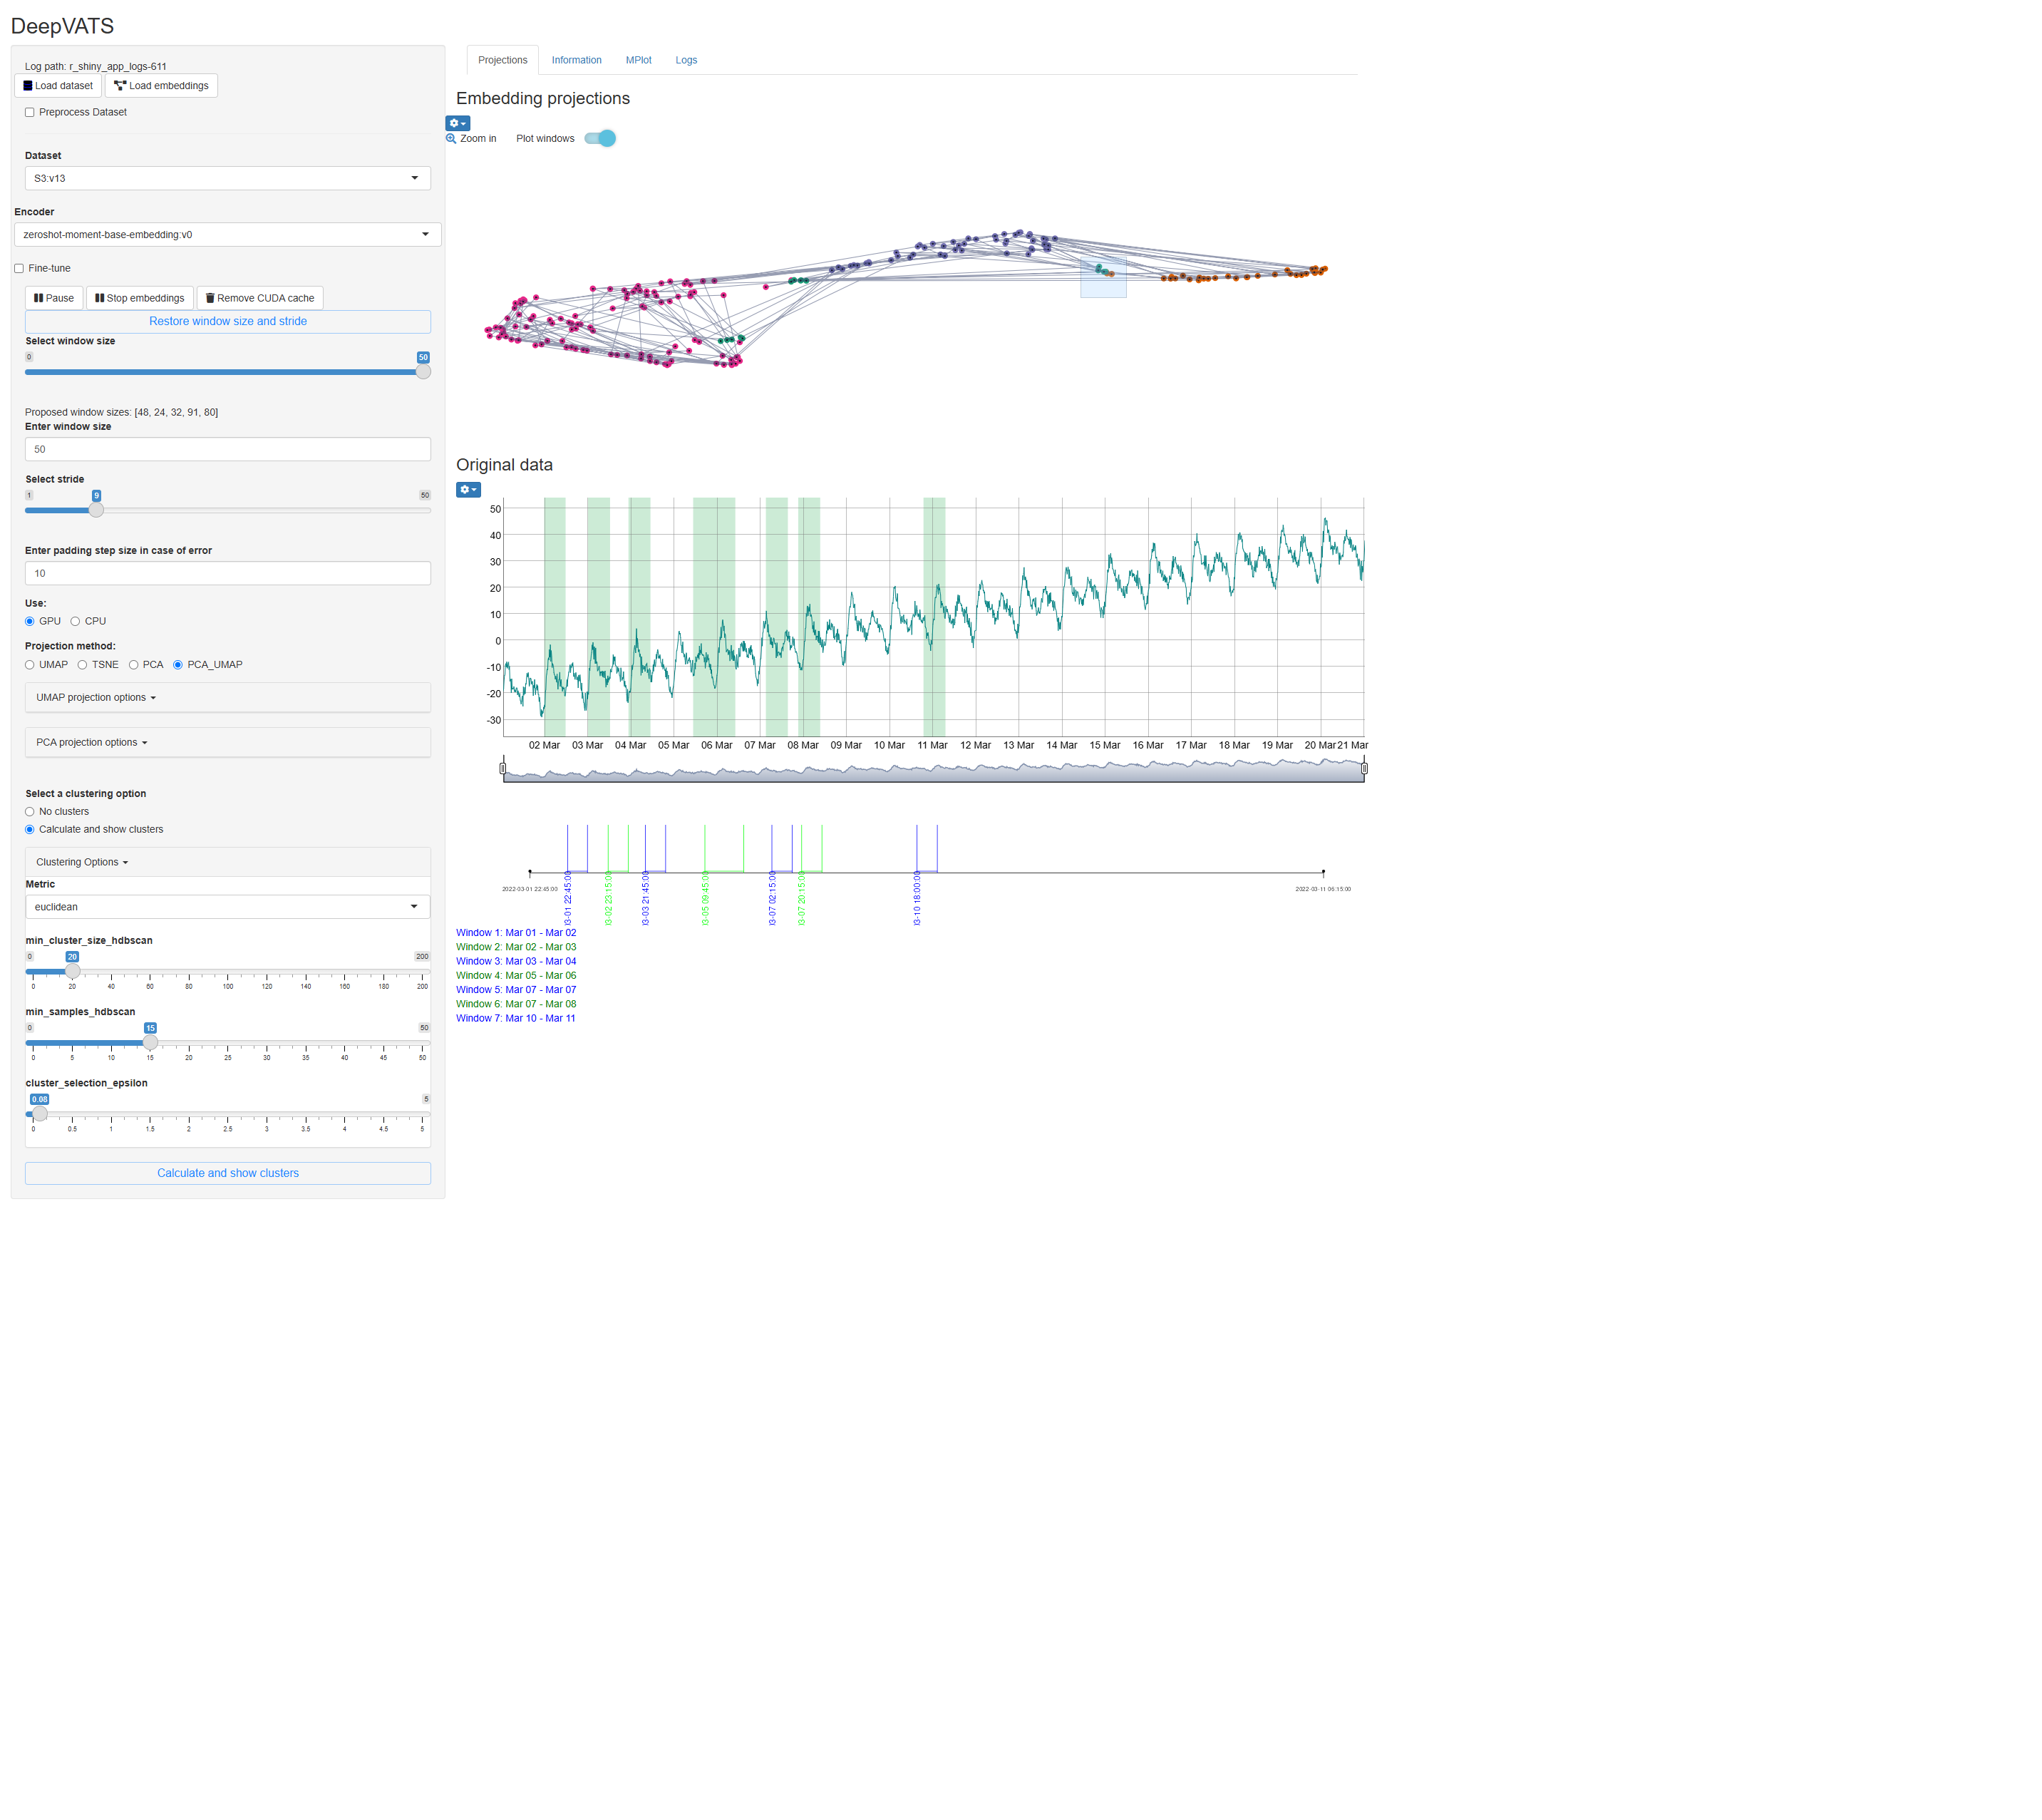 DeepVATS
Log path: r_shiny_app_logs-611
Load dataset
Load embeddings
Preprocess Dataset
Dataset
S3:v13
Encoder
zeroshot-moment-base-embedding:v0
Fine-tune
Pause
Stop embeddings
Remove CUDA cache
Restore window size and stride
Select window size
0
50
Proposed window sizes: [48, 24, 32, 91, 80]
Enter window size
50
Select stride
1
9
50
Enter padding step size in case of error
10
Use:
GPU CPU
Projection method:
UMAP TSNE PCA PCA_UMAP
UMAP projection options
PCA projection options
Select a clustering option
No clusters
Calculate and show clusters
Clustering Options
Metric
euclidean
min_cluster_size_hdbscan
0 20 200
0 20 40 60 80 100 120 140 160 180 200
min_samples_hdbscan
0 15 50
0 5 10 15 20 25 30 35 40 45 50
cluster_selection_epsilon
0.08 5
0 0.5 1 1.5 2 2.5 3 3.5 4 4.5 5
Calculate and show clusters
Projections Information MPlot Logs
Embedding projections
Zoom in Plot windows
Original data
50
40
30
20
10
0
-10
-20
-30
02 Mar 03 Mar 04 Mar 05 Mar 06 Mar 07 Mar 08 Mar 09 Mar 10 Mar 11 Mar 12 Mar 13 Mar 14 Mar 15 Mar 16 Mar 17 Mar 18 Mar 19 Mar 20 Mar 21 Mar
2022-03-01 22:45:00
2022-03-11 06:15:00
3-01 22:45:00
3-02 23:15:00
3-03 21:45:00
3-05 09:45:00
3-07 02:15:00
3-07 20:15:00
3-10 18:00:00
Window 1: Mar 01 - Mar 02
Window 2: Mar 02 - Mar 03
Window 3: Mar 03 - Mar 04
Window 4: Mar 05 - Mar 06
Window 5: Mar 07 - Mar 07
Window 6: Mar 07 - Mar 08
Window 7: Mar 10 - Mar 11